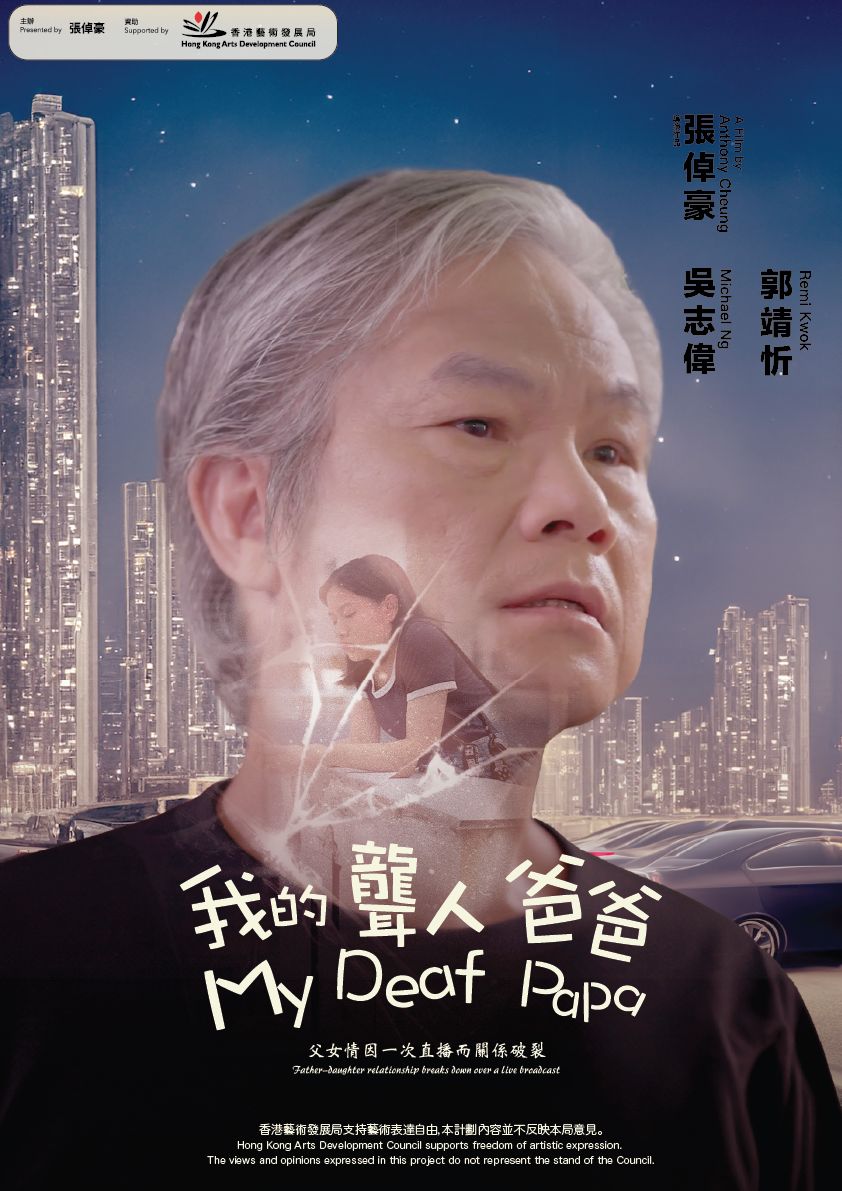 主辦
Presented by
張倬豪
資助
Supported by
香港藝術發展局
Hong Kong Arts Development Council
A Film by
Anthony Cheung
張倬豪
Michael Ng
吳志偉
Remi Kwok
郭靖忻
我的聾人爸爸
My Deaf Papa
父女情因一次直播而關係破裂
Father-daughter relationship breaks down over a live broadcast
香港藝術發展局支持藝術表達自由,本計劃內容並不反映本局意見。
Hong Kong Arts Development Council supports freedom of artistic expression.
The views and opinions expressed in this project do not represent the stand of the Council.